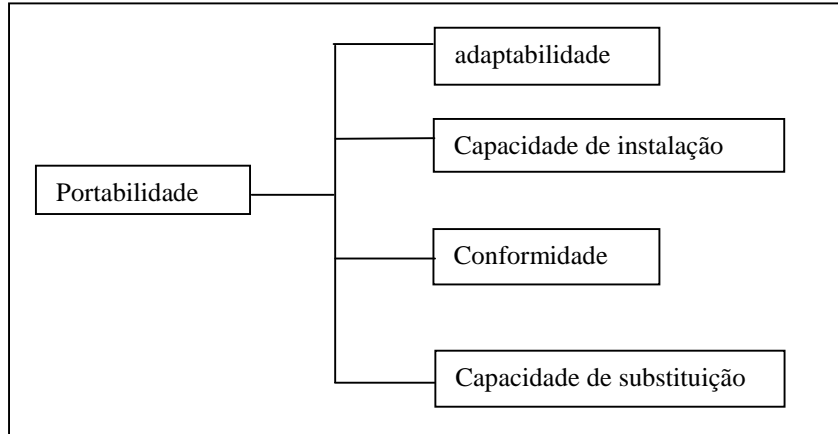 adaptabilidade
Capacidade de instalação
Portabilidade
Conformidade
Capacidade de substituição